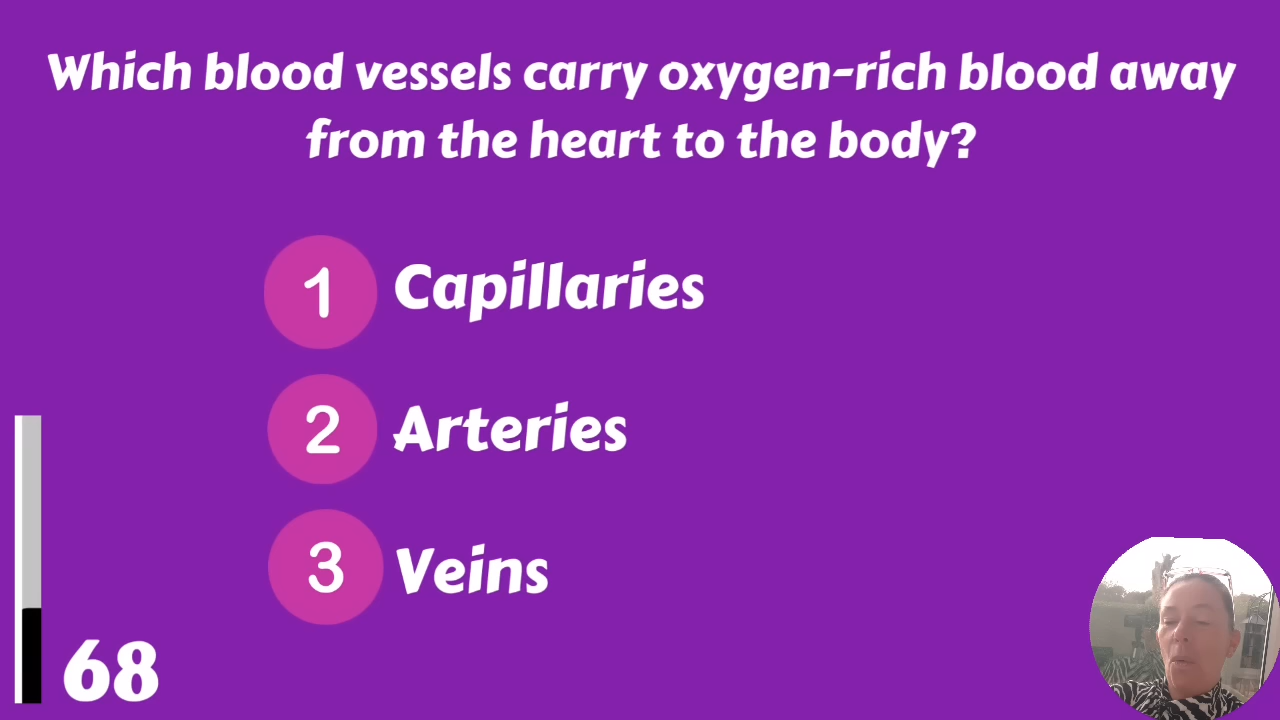 Which blood vessels carry oxygen-rich blood away
from the heart to the body?
1 Capillaries
2 Arteries
3 Veins
68